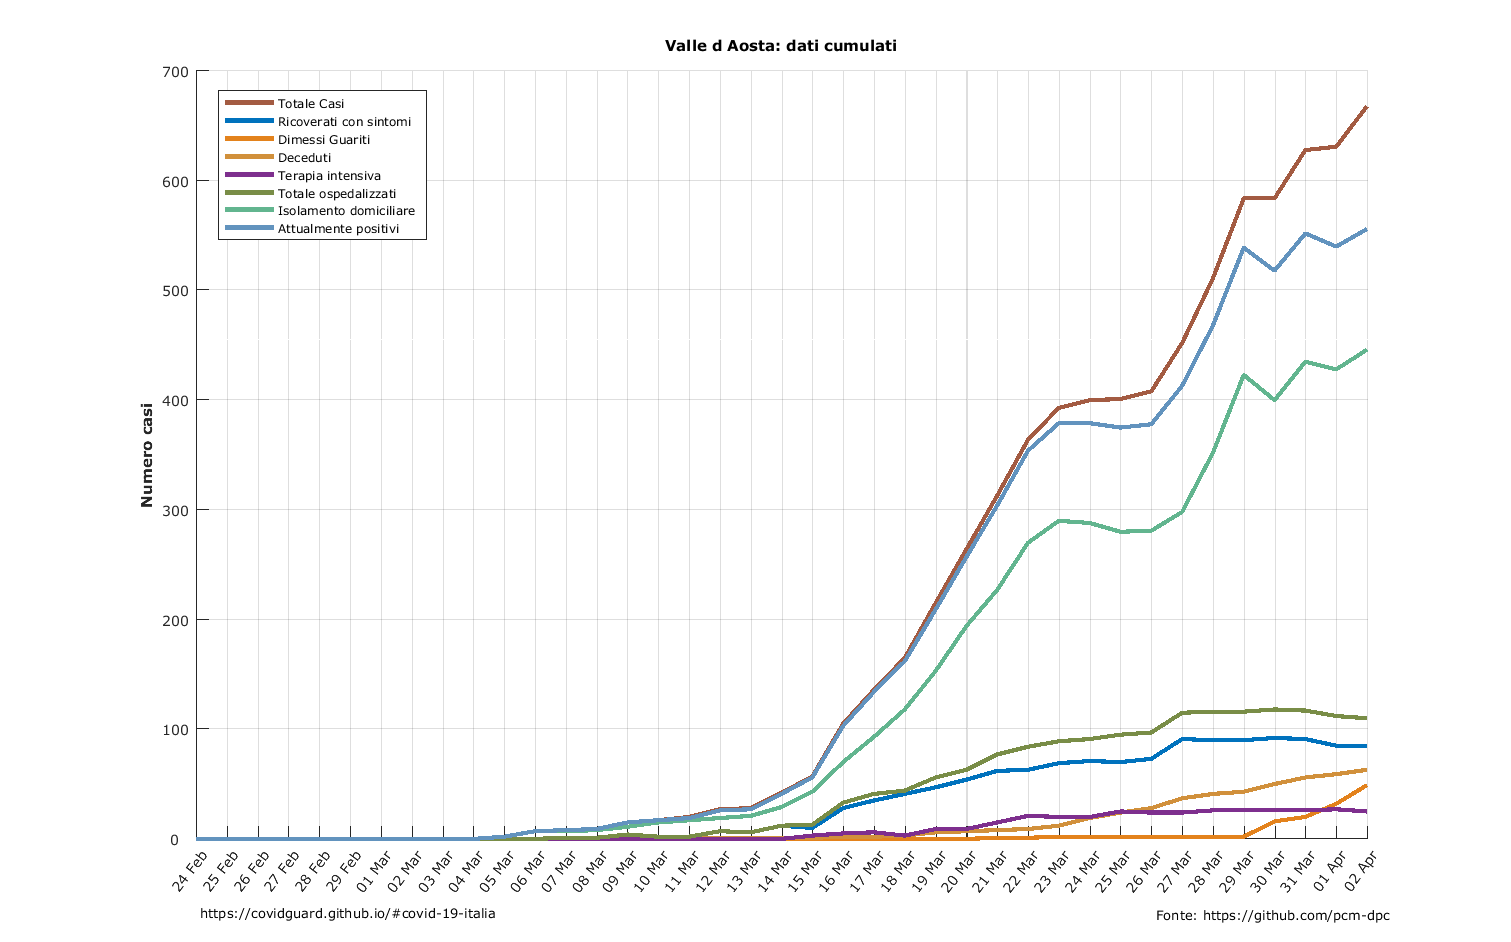 Valle d Aosta: dati cumulati
700
600
500
400
300
200
100
0
Numero casi
Totale Casi
Ricoverati con sintomi
Dimessi Guariti
Deceduti
Terapia intensiva
Totale ospedalizzati
Isolamento domiciliare
Attualmente positivi
24 Feb
25 Feb
26 Feb
27 Feb
28 Feb
29 Feb
01 Mar
02 Mar
03 Mar
04 Mar
05 Mar
06 Mar
07 Mar
08 Mar
09 Mar
10 Mar
11 Mar
12 Mar
13 Mar
14 Mar
15 Mar
16 Mar
17 Mar
18 Mar
19 Mar
20 Mar
21 Mar
22 Mar
23 Mar
24 Mar
25 Mar
26 Mar
27 Mar
28 Mar
29 Mar
30 Mar
31 Mar
01 Apr
02 Apr
https://covidguard.github.io/#covid-19-italia
Fonte: https://github.com/pcm-dpc